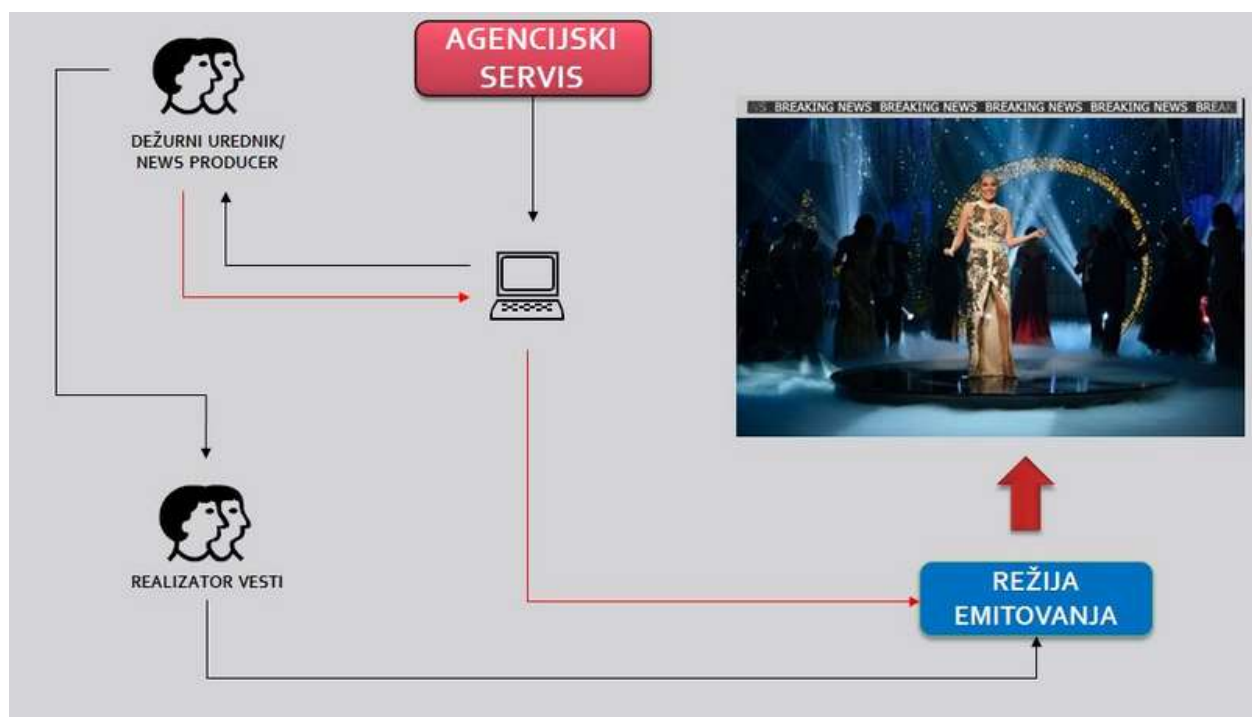 AGENCIJSKI
SERVIS
DEŽURNI UREDNIK/
NEWS PRODUCER
BREAKING NEWS BREAKING NEWS BREAKING NEWS BREAKING NEWS
REALIZATOR VESTI
REŽIJA
EMITOVANJA